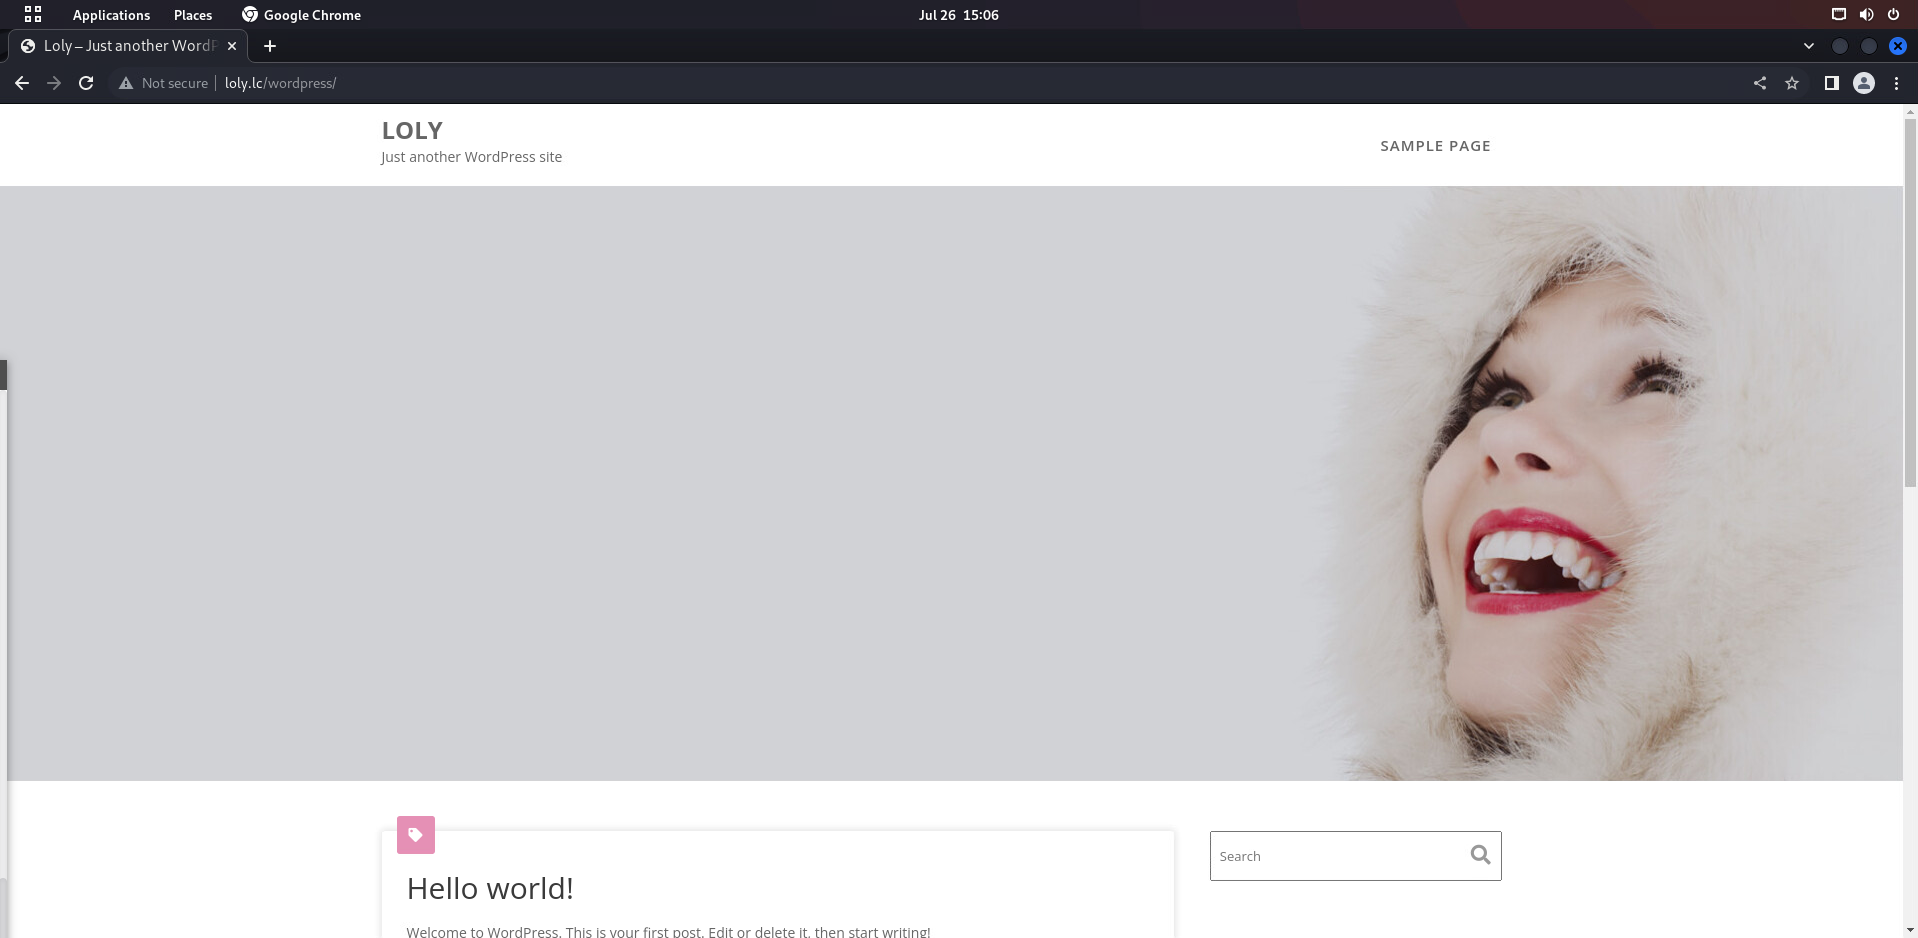 Applications Places Google Chrome Jul 26 15:06
Loly – Just another WordP
Not secure loly.lc/wordpress/
LOLY
Just another WordPress site
SAMPLE PAGE
Hello world!
Welcome to WordPress. This is your first post. Edit or delete it, then start writing!
Search